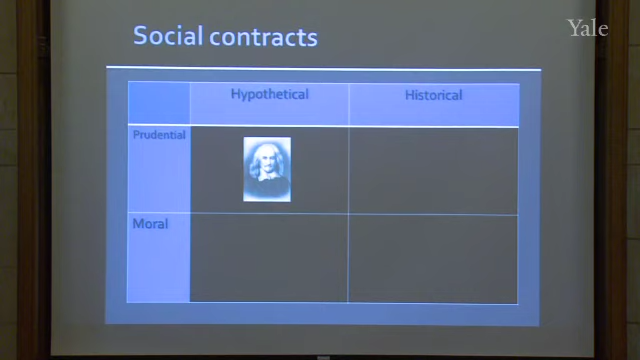 Yale
Social contracts
Hypothetical
Historical
Prudential
Moral